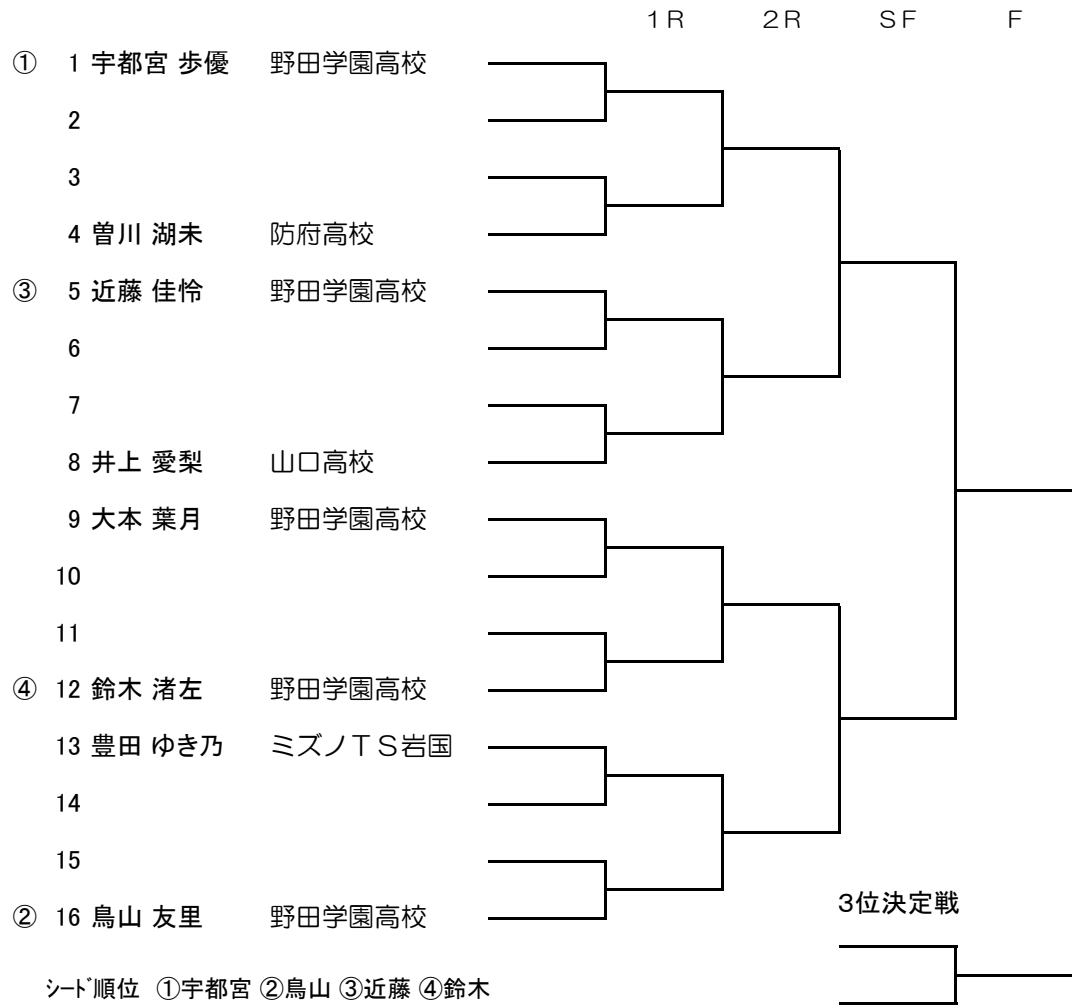 １Ｒ ２Ｒ ＳＦ Ｆ
① 1 宇都宮 歩優 野田学園高校
2
3
4 曽川 湖未 防府高校
③ 5 近藤 佳怜 野田学園高校
6
7
8 井上 愛梨 山口高校
9 大本 葉月 野田学園高校
10
11
④ 12 鈴木 渚左 野田学園高校
13 豊田 ゆき乃 ミズノＴＳ岩国
14
15
② 16 鳥山 友里 野田学園高校
3位決定戦
ｼｰﾄﾞ順位 ①宇都宮 ②鳥山 ③近藤 ④鈴木